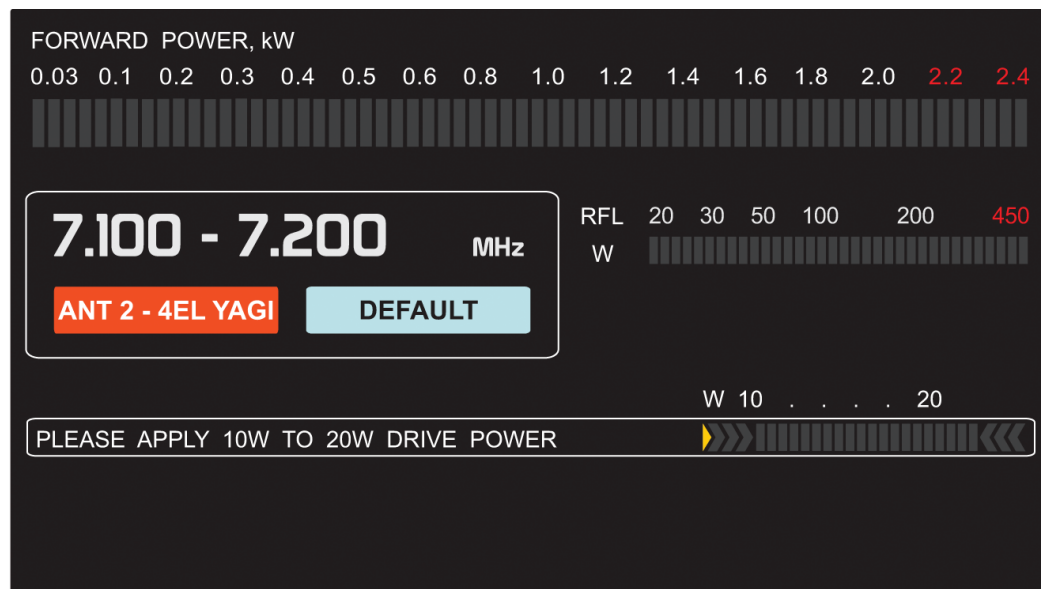 FORWARD POWER, kW
0.03 0.1 0.2 0.3 0.4 0.5 0.6 0.8 1.0 1.2 1.4 1.6 1.8 2.0 2.2 2.4
7.100 - 7.200 MHz
ANT 2 - 4EL YAGI DEFAULT
RFL 20 30 50 100 200 450
W
W 10 . . . . 20
PLEASE APPLY 10W TO 20W DRIVE POWER